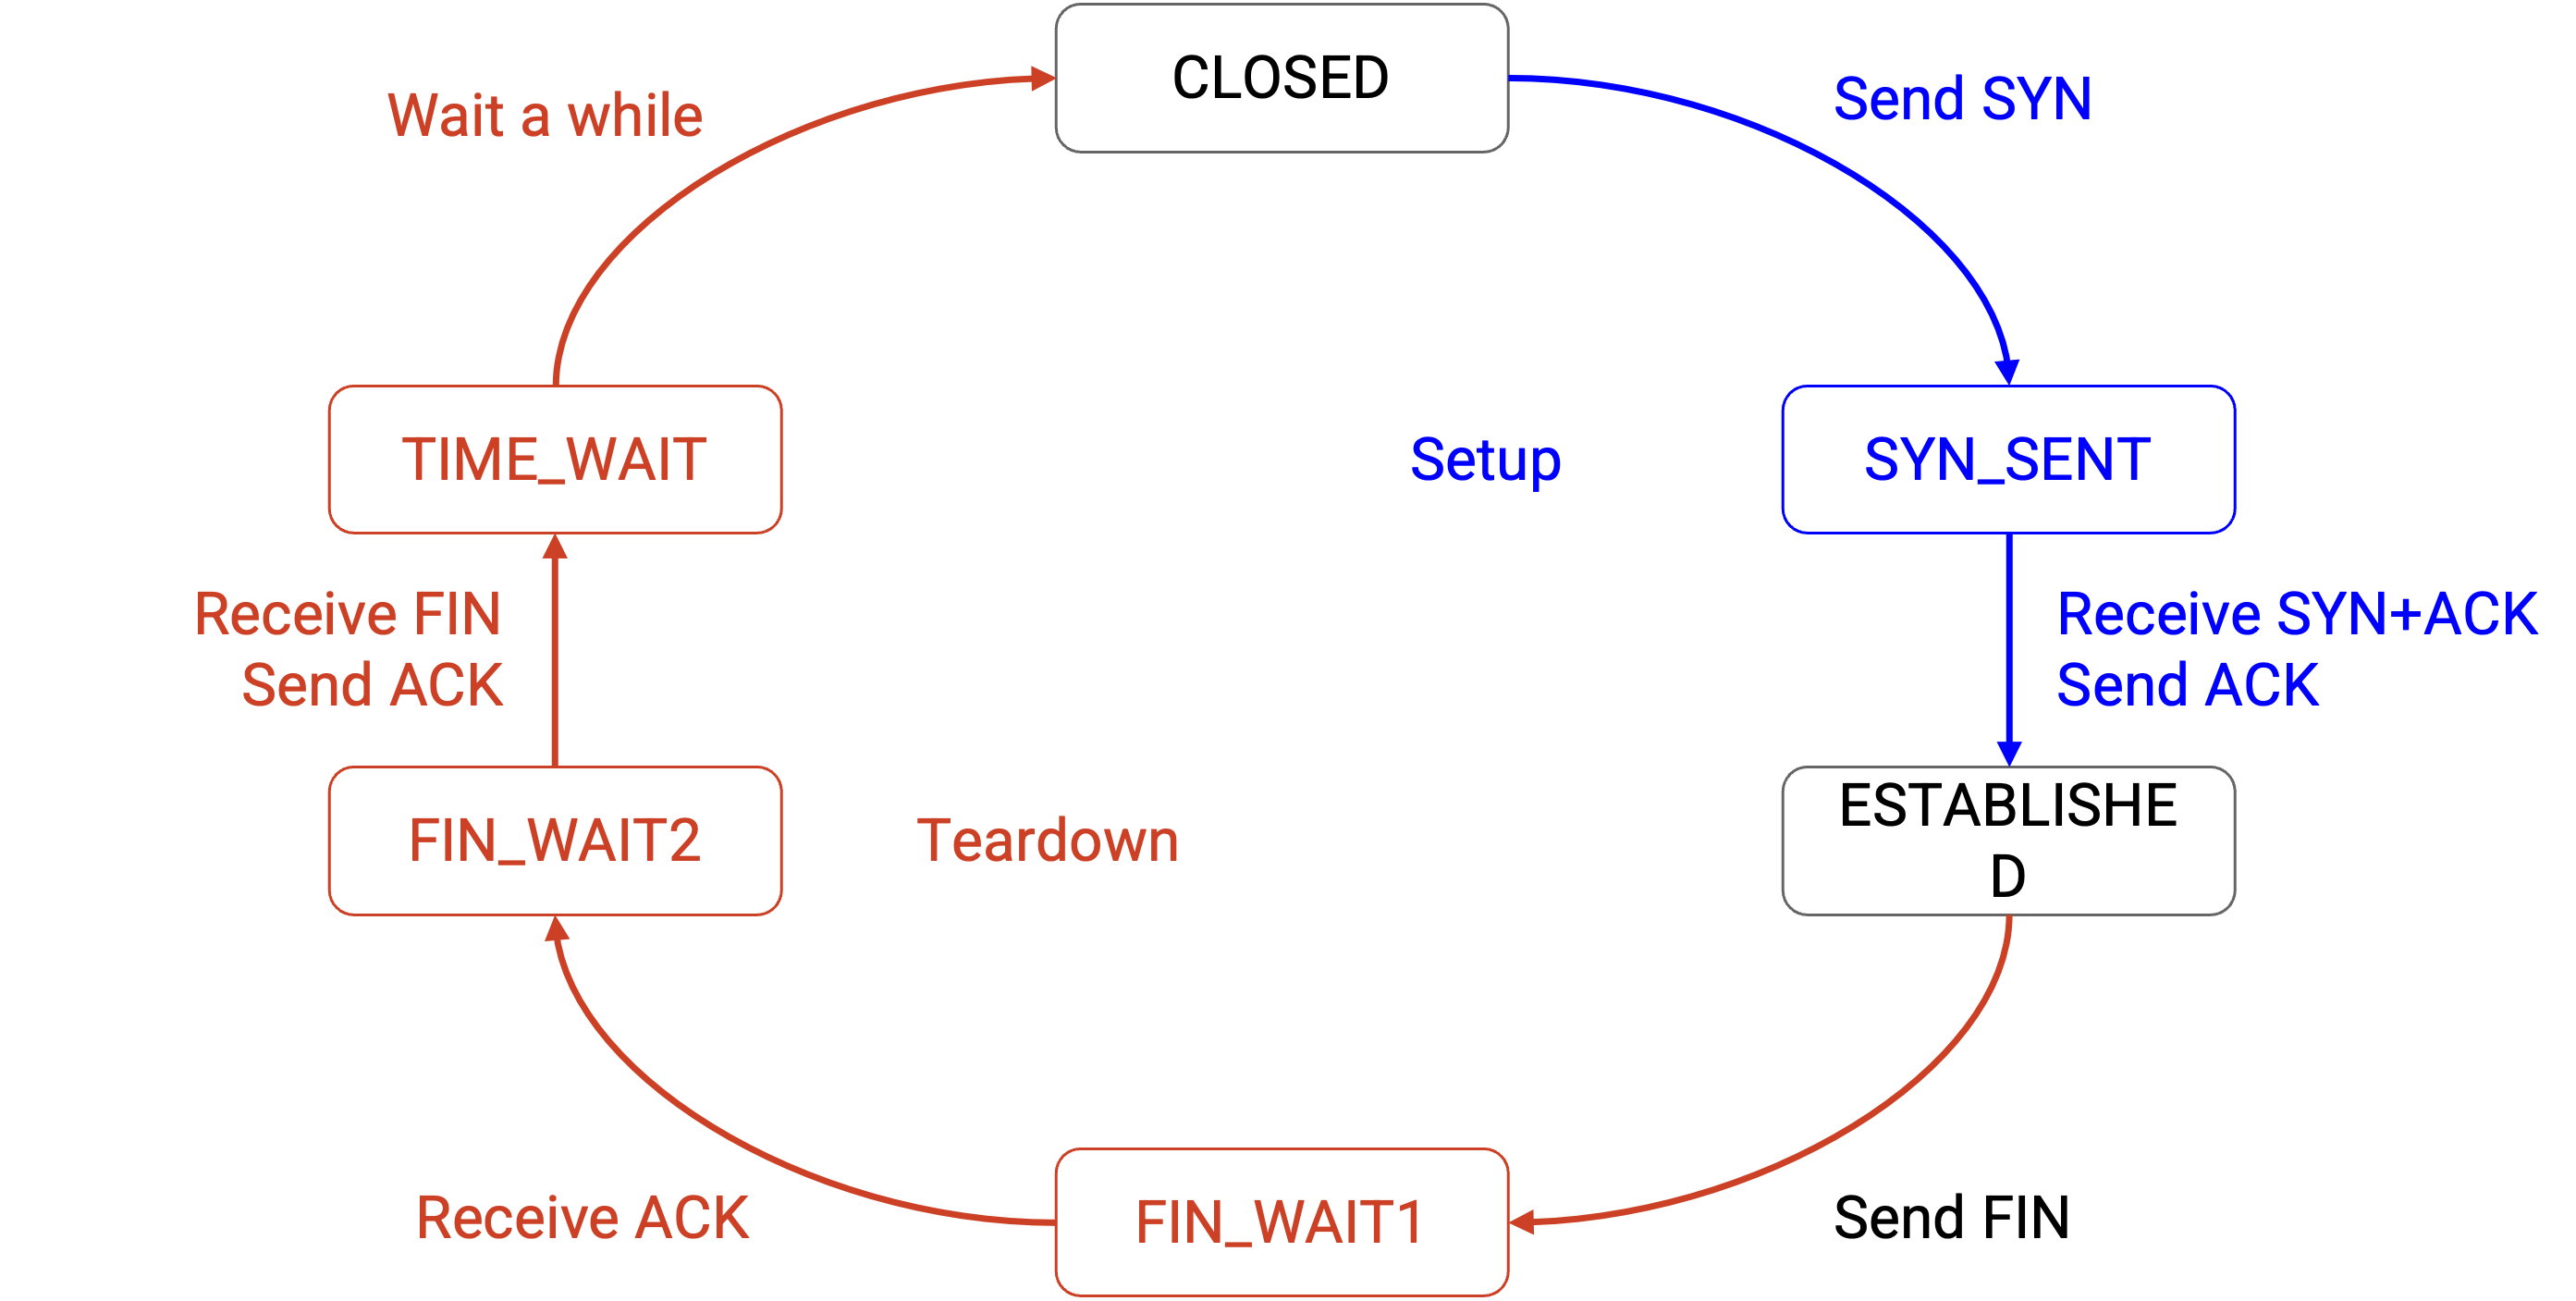 CLOSED
Wait a while
Send SYN
TIME_WAIT
Setup
SYN_SENT
Receive FIN
Send ACK
Receive SYN+ACK
Send ACK
FIN_WAIT2
Teardown
ESTABLISHE
D
Receive ACK
FIN_WAIT1
Send FIN